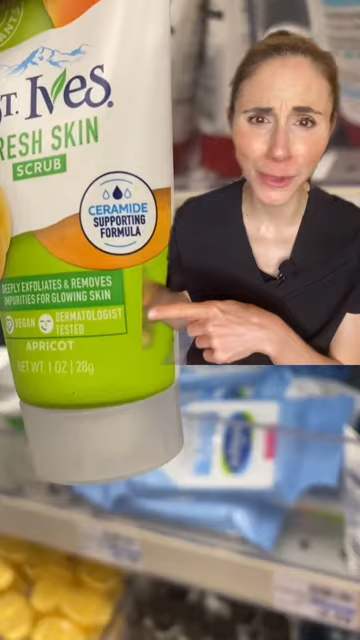 ST. Ives.
RESH SKIN
SCRUB
CERAMIDE
SUPPORTING
FORMULA
EEPLY EXFOLIATES & REMOVES
IMPURITIES FOR GLOWING SKIN
VEGAN
DERMATOLOGIST
TESTED
APRICOT
NET WT. 1 OZ | 28g